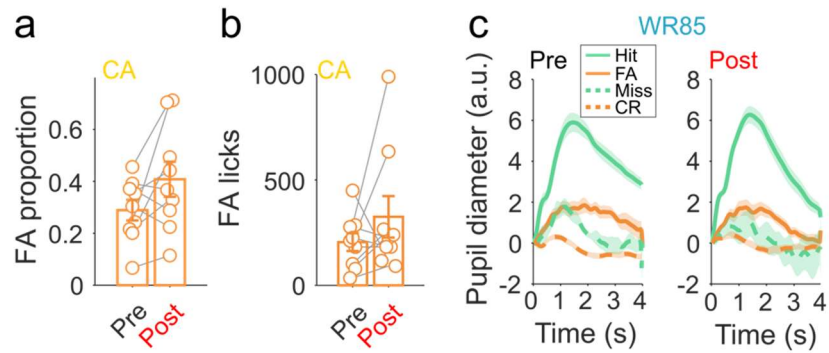 a
CA
FA proportion
0.6
0.4
0.2
0
Pre
Post
b
CA
FA licks
1000
500
0
Pre
Post
c
WR85
Pre
Hit
FA
Miss
CR
Post
Pupil diameter (a.u.)
8
6
4
2
0
-2
0 1 2 3 4
Time (s)
8
6
4
2
0
-2
0 1 2 3 4
Time (s)